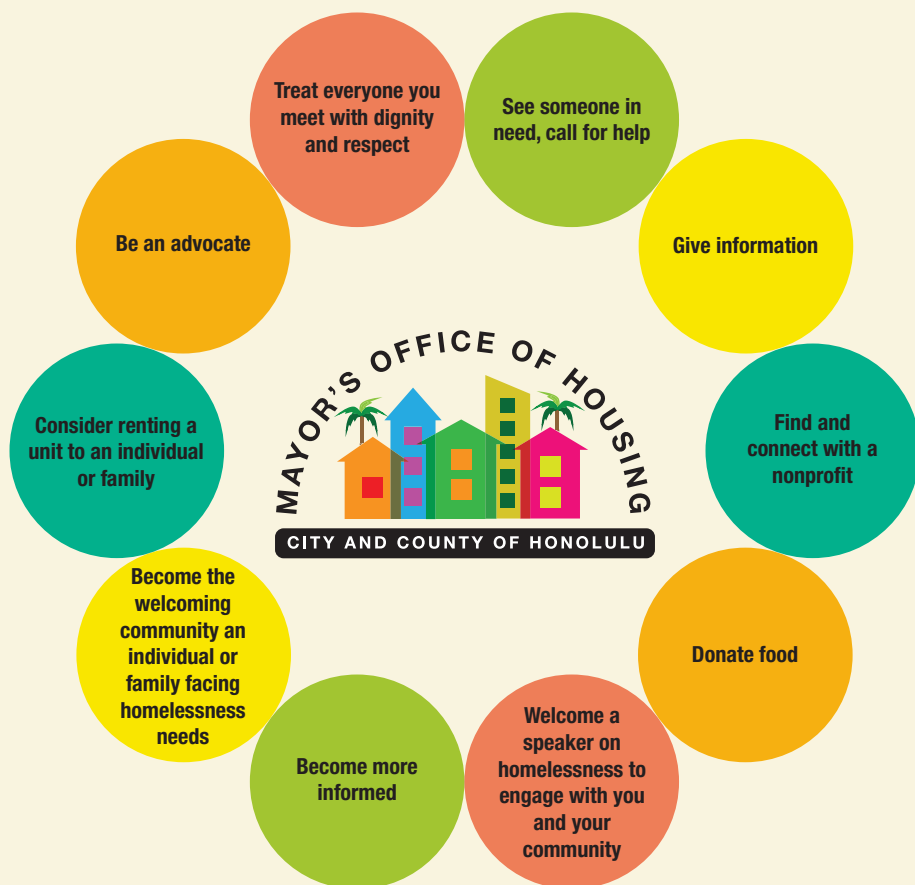 Treat everyone you
meet with dignity
and respect
See someone in
need, call for help
Be an advocate
Give information
MAYOR'S OFFICE OF HOUSING
CITY AND COUNTY OF HONOLULU
Consider renting a
unit to an individual
or family
Find and
connect with a
nonprofit
Become the
welcoming
community an
individual or
family facing
homelessness
needs
Donate food
Become more
informed
Welcome a
speaker on
homelessness to
engage with you
and your
community